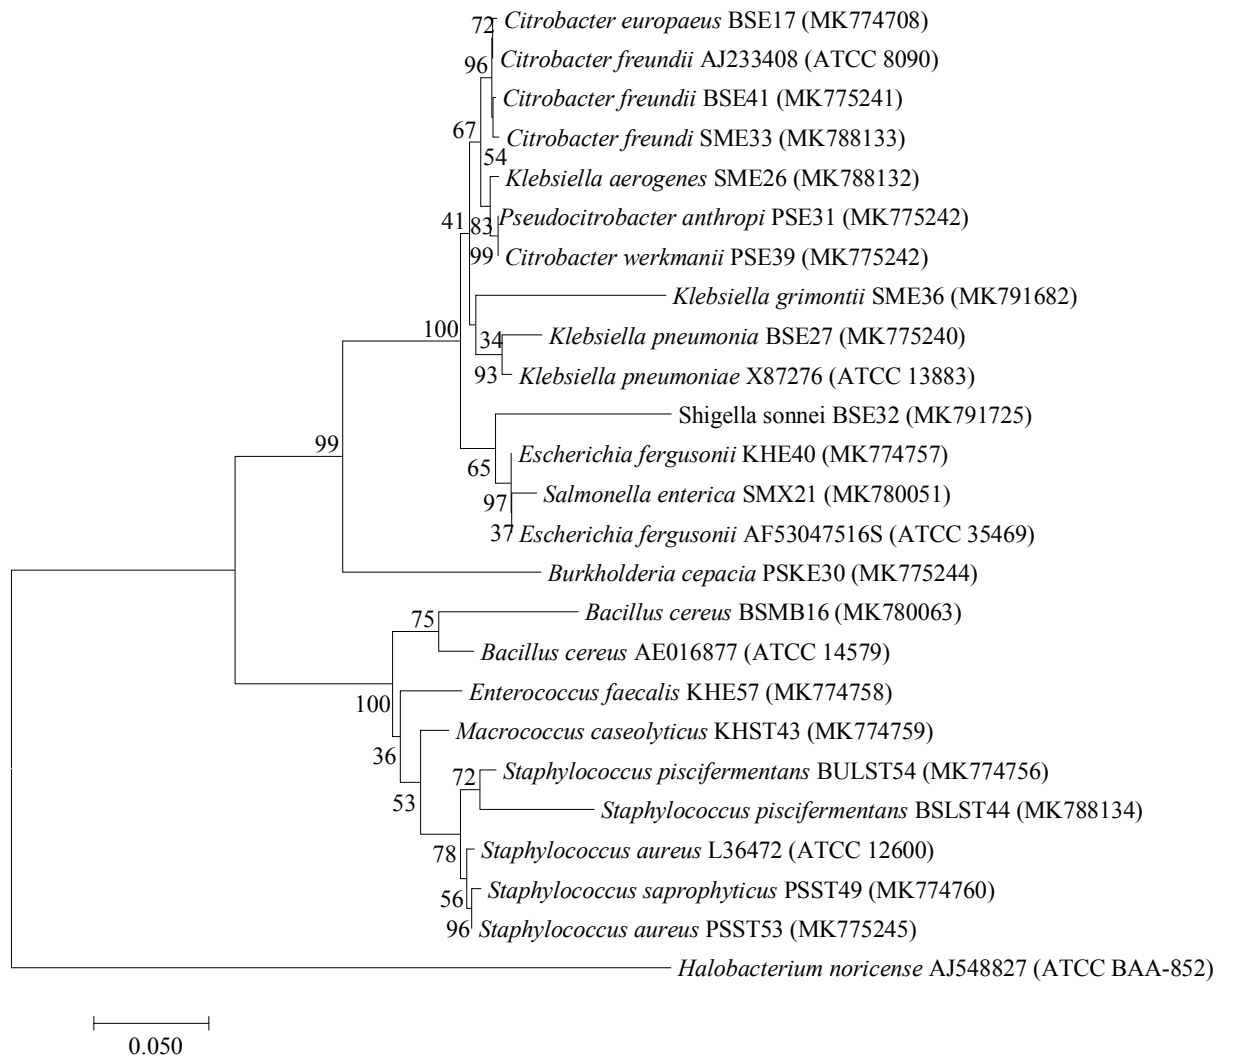 72 Citrobacter europaeus BSE17 (MK774708)
Citrobacter freundii AJ233408 (ATCC 8090)
96
Citrobacter freundii BSE41 (MK775241)
67
Citrobacter freundi SME33 (MK788133)
54
Klebsiella aerogenes SME26 (MK788132)
41 83 Pseudocitrobacter anthropi PSE31 (MK775242)
99 Citrobacter werkmanii PSE39 (MK775242)
Klebsiella grimontii SME36 (MK791682)
100 34 Klebsiella pneumonia BSE27 (MK775240)
93 Klebsiella pneumoniae X87276 (ATCC 13883)
Shigella sonnei BSE32 (MK791725)
99
Escherichia fergusonii KHE40 (MK774757)
65
Salmonella enterica SMX21 (MK780051)
97
37 Escherichia fergusonii AF53047516S (ATCC 35469)
Burkholderia cepacia PSKE30 (MK775244)
75 Bacillus cereus BSMB16 (MK780063)
Bacillus cereus AE016877 (ATCC 14579)
Enterococcus faecalis KHE57 (MK774758)
100
Macrococcus caseolyticus KHST43 (MK774759)
36
72 Staphylococcus piscifermentans BULST54 (MK774756)
53 Staphylococcus piscifermentans BSLST44 (MK788134)
78 Staphylococcus aureus L36472 (ATCC 12600)
56 Staphylococcus saprophyticus PSST49 (MK774760)
96 Staphylococcus aureus PSST53 (MK775245)
Halobacterium noricense AJ548827 (ATCC BAA-852)
0.050